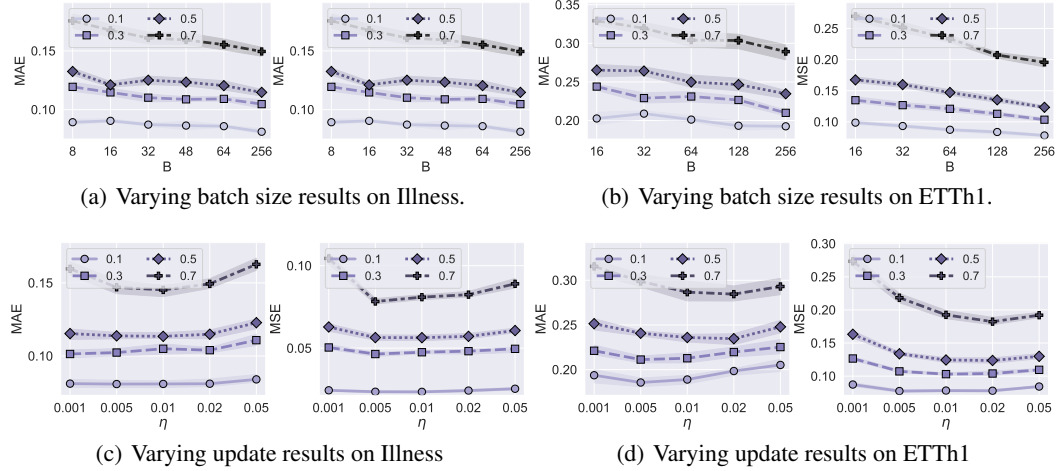 0.1 0.5
0.3 0.7
MAE
0.15
0.10
8 16 32 48 64 256
B
0.1 0.5
0.3 0.7
MAE
0.15
0.10
8 16 32 48 64 256
B
(a) Varying batch size results on Illness.
0.1 0.5
0.3 0.7
MAE
0.35
0.30
0.25
0.20
16 32 64 128 256
B
0.1 0.5
0.3 0.7
MSE
0.25
0.20
0.15
0.10
16 32 64 128 256
B
(b) Varying batch size results on ETTh1.
0.1 0.5
0.3 0.7
MAE
0.15
0.10
0.001 0.005 0.01 0.02 0.05
η
0.1 0.5
0.3 0.7
MSE
0.10
0.05
0.001 0.005 0.01 0.02 0.05
η
(c) Varying update results on Illness
0.1 0.5
0.3 0.7
MAE
0.30
0.25
0.20
0.001 0.005 0.01 0.02 0.05
η
0.1 0.5
0.3 0.7
MSE
0.30
0.25
0.20
0.15
0.10
0.001 0.005 0.01 0.02 0.05
η
(d) Varying update results on ETTh1